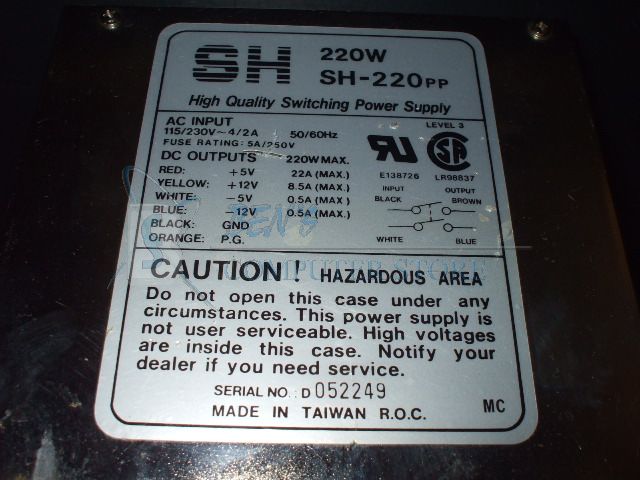 SH
220W
SH-220PP
High Quality Switching Power Supply
AC INPUT
115/230V~4/2A 50/60Hz
FUSE RATING: 5A/250V
DC OUTPUTS 220W MAX.
RED: +5V 22A (MAX.)
YELLOW: +12V 8.5A (MAX.)
WHITE: -5V 0.5A (MAX.)
BLUE: -12V 0.5A (MAX.)
BLACK: GND
ORANGE: P.G.
LEVEL 3
E138726 LR98837
INPUT OUTPUT
BLACK BROWN
WHITE BLUE
COMPUTER STORE
CAUTION! HAZARDOUS AREA
Do not open this case under any
circumstances. This power supply is
not user serviceable. High voltages
are inside this case. Notify your
dealer if you need service.
SERIAL NO.: D 052249
MADE IN TAIWAN R.O.C. MC